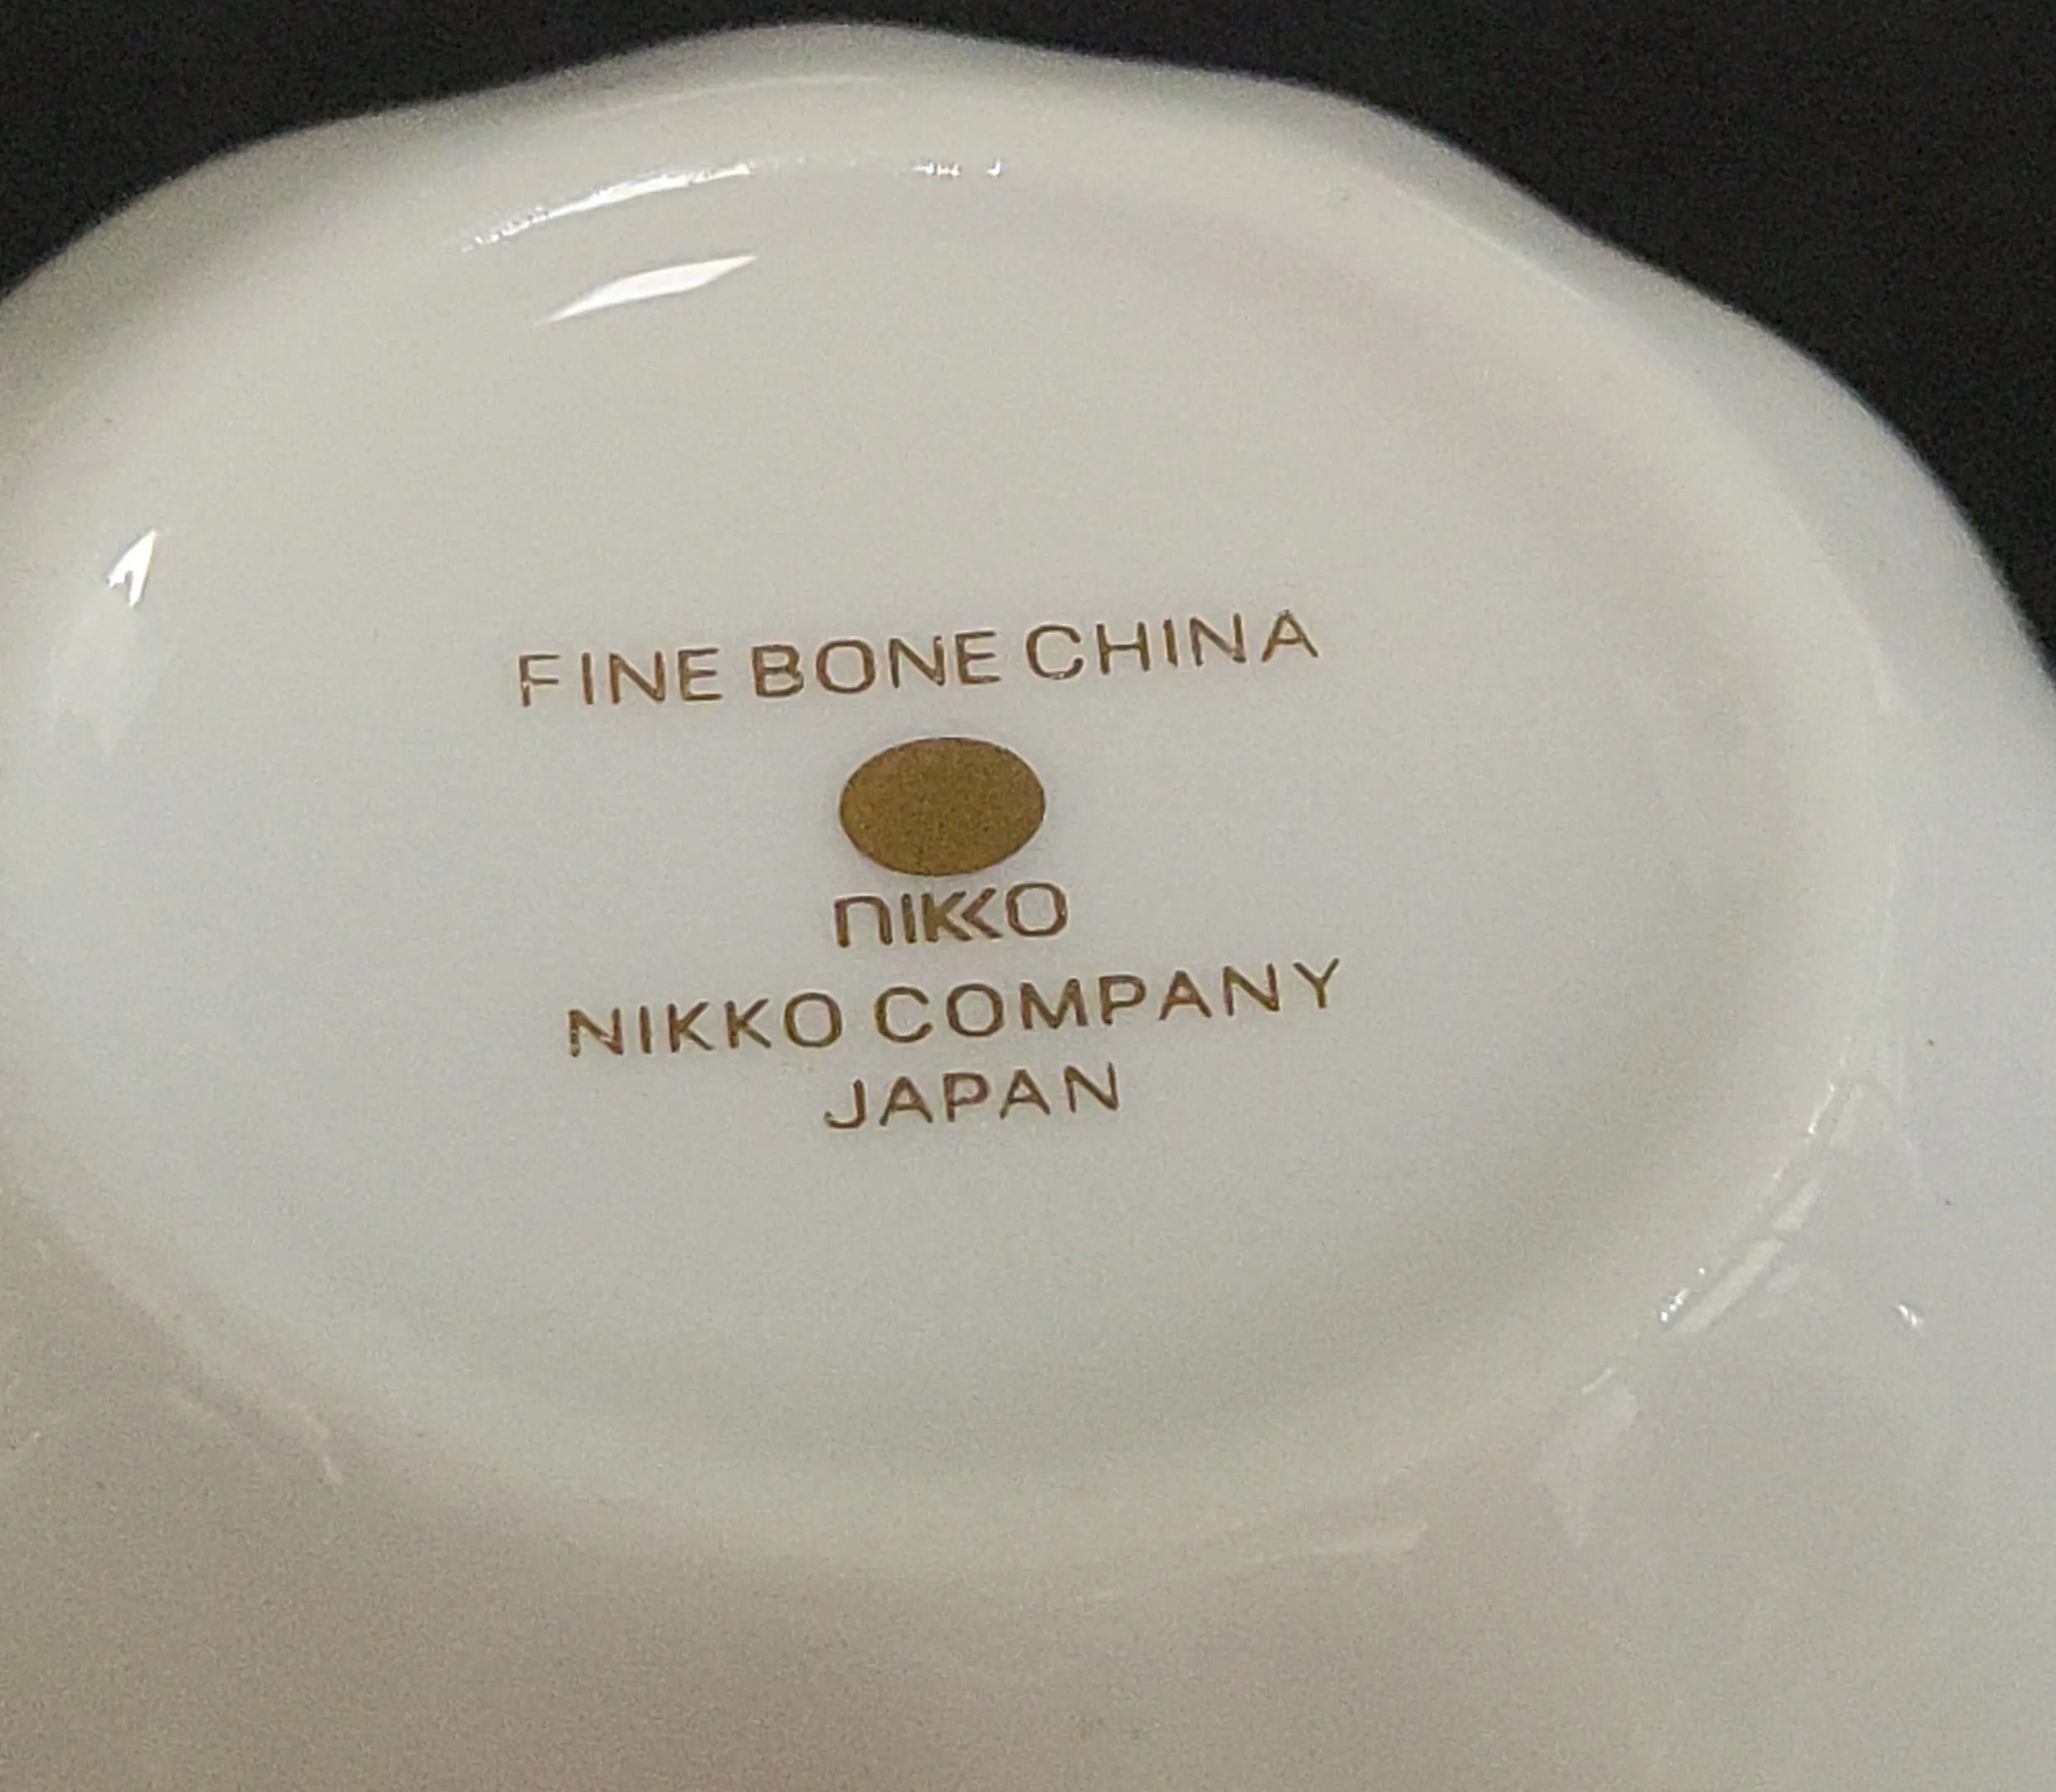 FINE BONE CHINA
nikko
NIKKO COMPANY
JAPAN